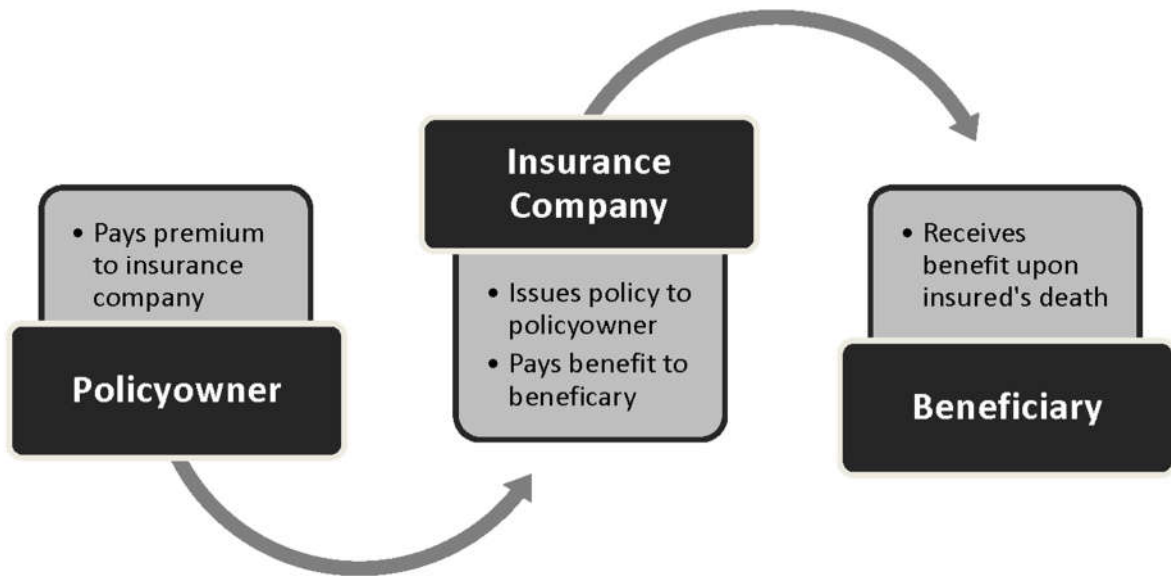 • Pays premium
to insurance
company
Policyowner
Insurance
Company
• Issues policy to
policyowner
• Pays benefit to
beneficary
• Receives
benefit upon
insured's death
Beneficiary